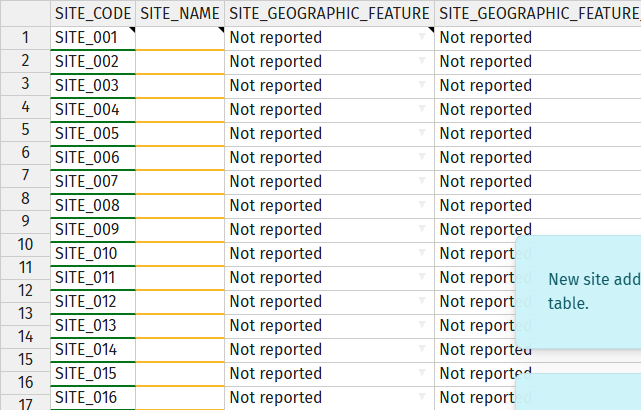 SITE_CODE SITE_NAME SITE_GEOGRAPHIC_FEATURE SITE_GEOGRAPHIC_FEATURE_
1 SITE_001 Not reported Not reported
2 SITE_002 Not reported Not reported
3 SITE_003 Not reported Not reported
4 SITE_004 Not reported Not reported
5 SITE_005 Not reported Not reported
6 SITE_006 Not reported Not reported
7 SITE_007 Not reported Not reported
8 SITE_008 Not reported Not reported
9 SITE_009 Not reported Not reported
10 SITE_010 Not reported Not reported
11 SITE_011 Not reported Not reported
12 SITE_012 Not reported Not reported
13 SITE_013 Not reported Not reported
14 SITE_014 Not reported Not reported
15 SITE_015 Not reported Not reported
16 SITE_016 Not reported Not reported
17
New site add
table.